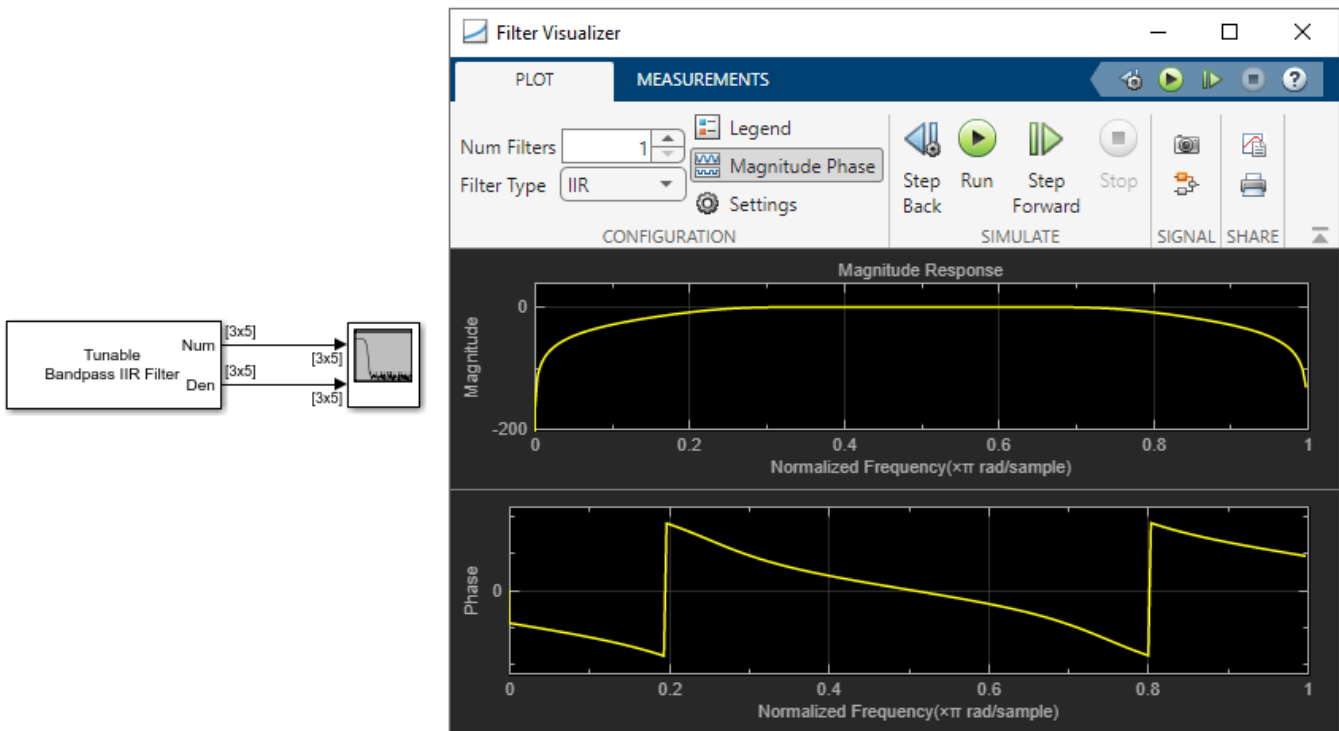 Tunable
Bandpass IIR Filter
Num
Den
[3x5]
[3x5]
[3x5]
[3x5]
Filter Visualizer
PLOT
MEASUREMENTS
?
Num Filters 1
Filter Type IIR
Legend
Magnitude Phase
Settings
Step Back
Run
Step Forward
Stop
CONFIGURATION
SIMULATE
SIGNAL
SHARE
Magnitude Response
Magnitude
0
-200
0 0.2 0.4 0.6 0.8 1
Normalized Frequency(×π rad/sample)
Phase
0
0 0.2 0.4 0.6 0.8 1
Normalized Frequency(×π rad/sample)